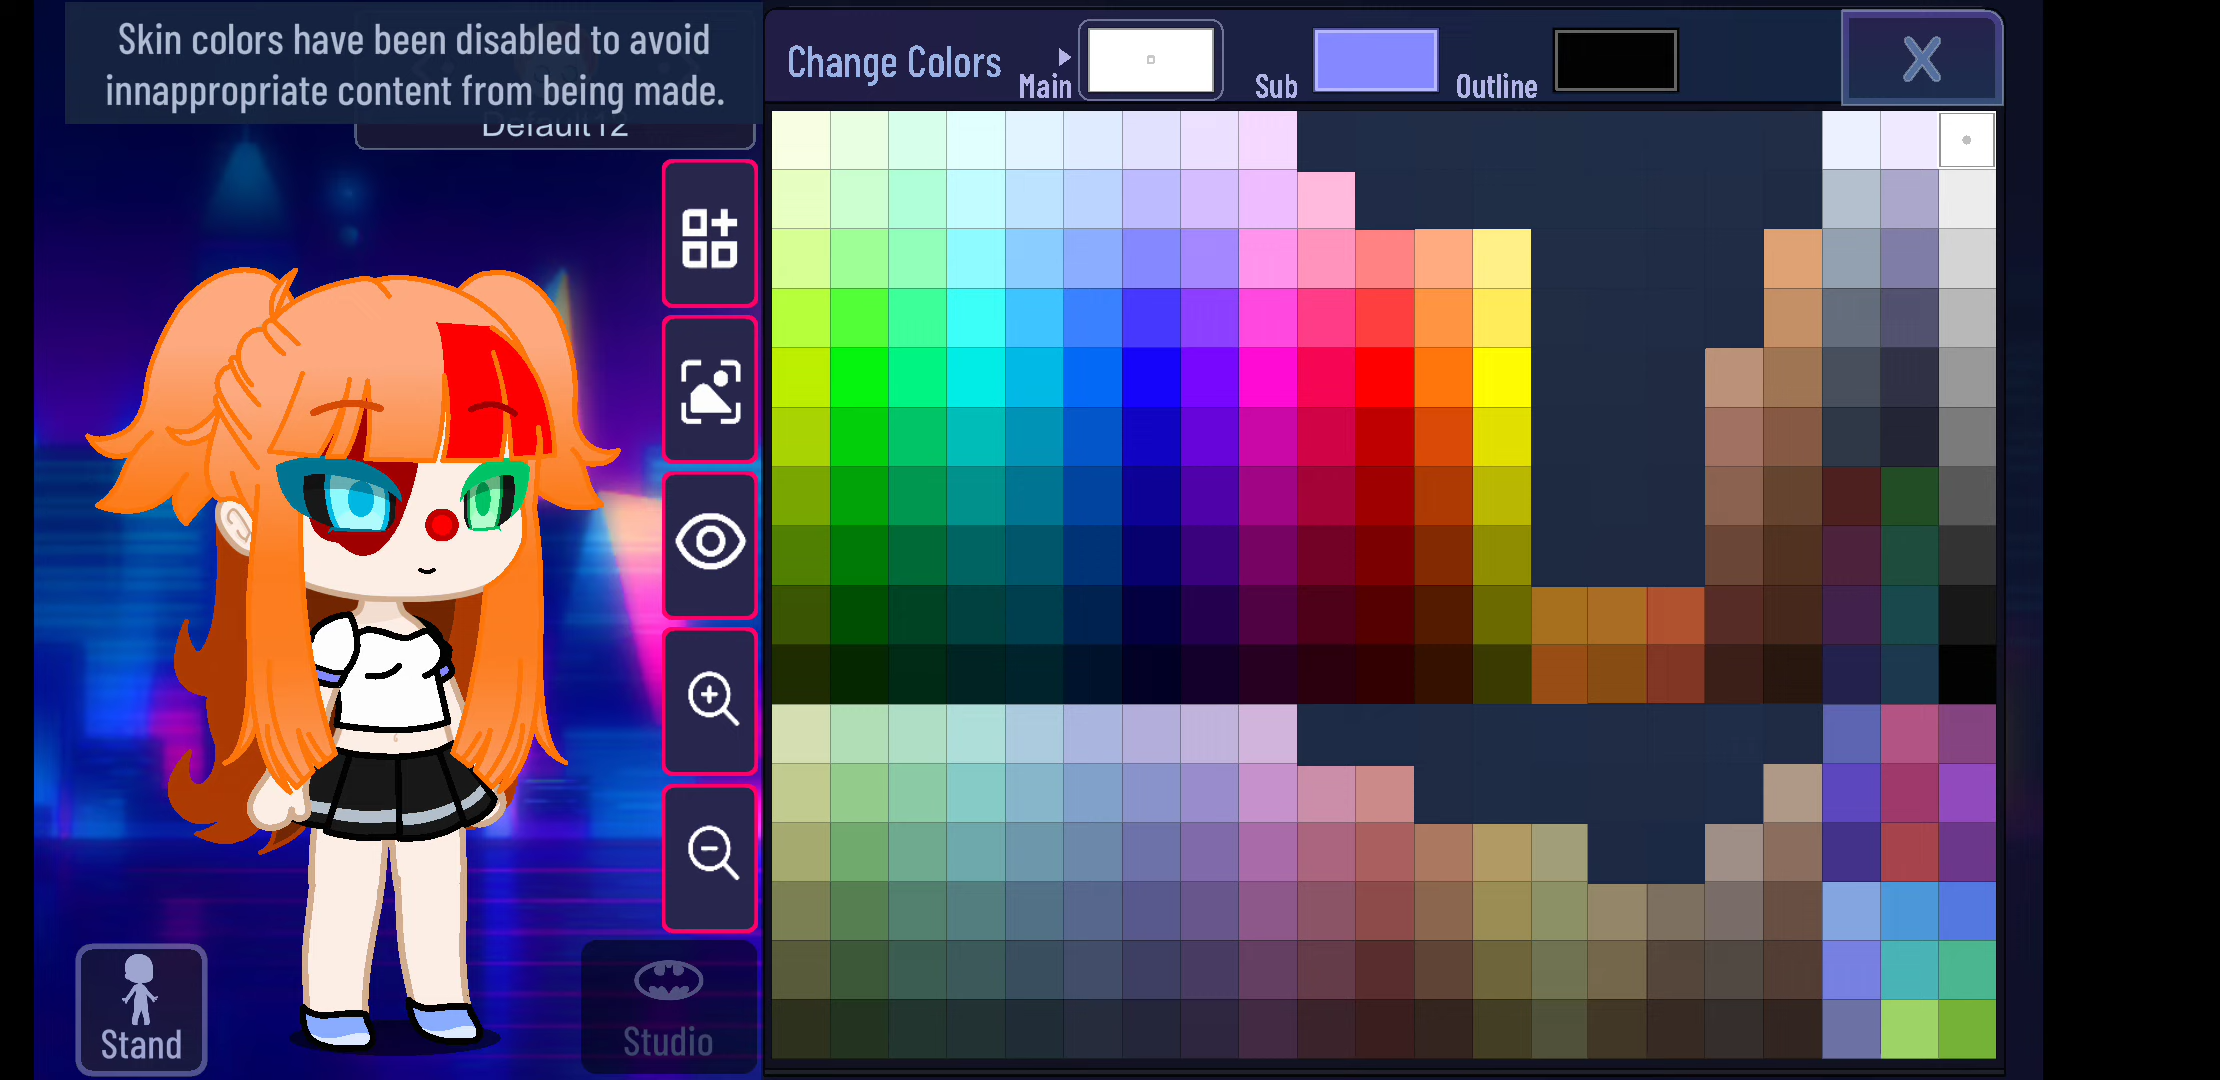 Skin colors have been disabled to avoid
innappropriate content from being made.
Default12
Change Colors
Main
Sub
Outline
X
Stand
Studio